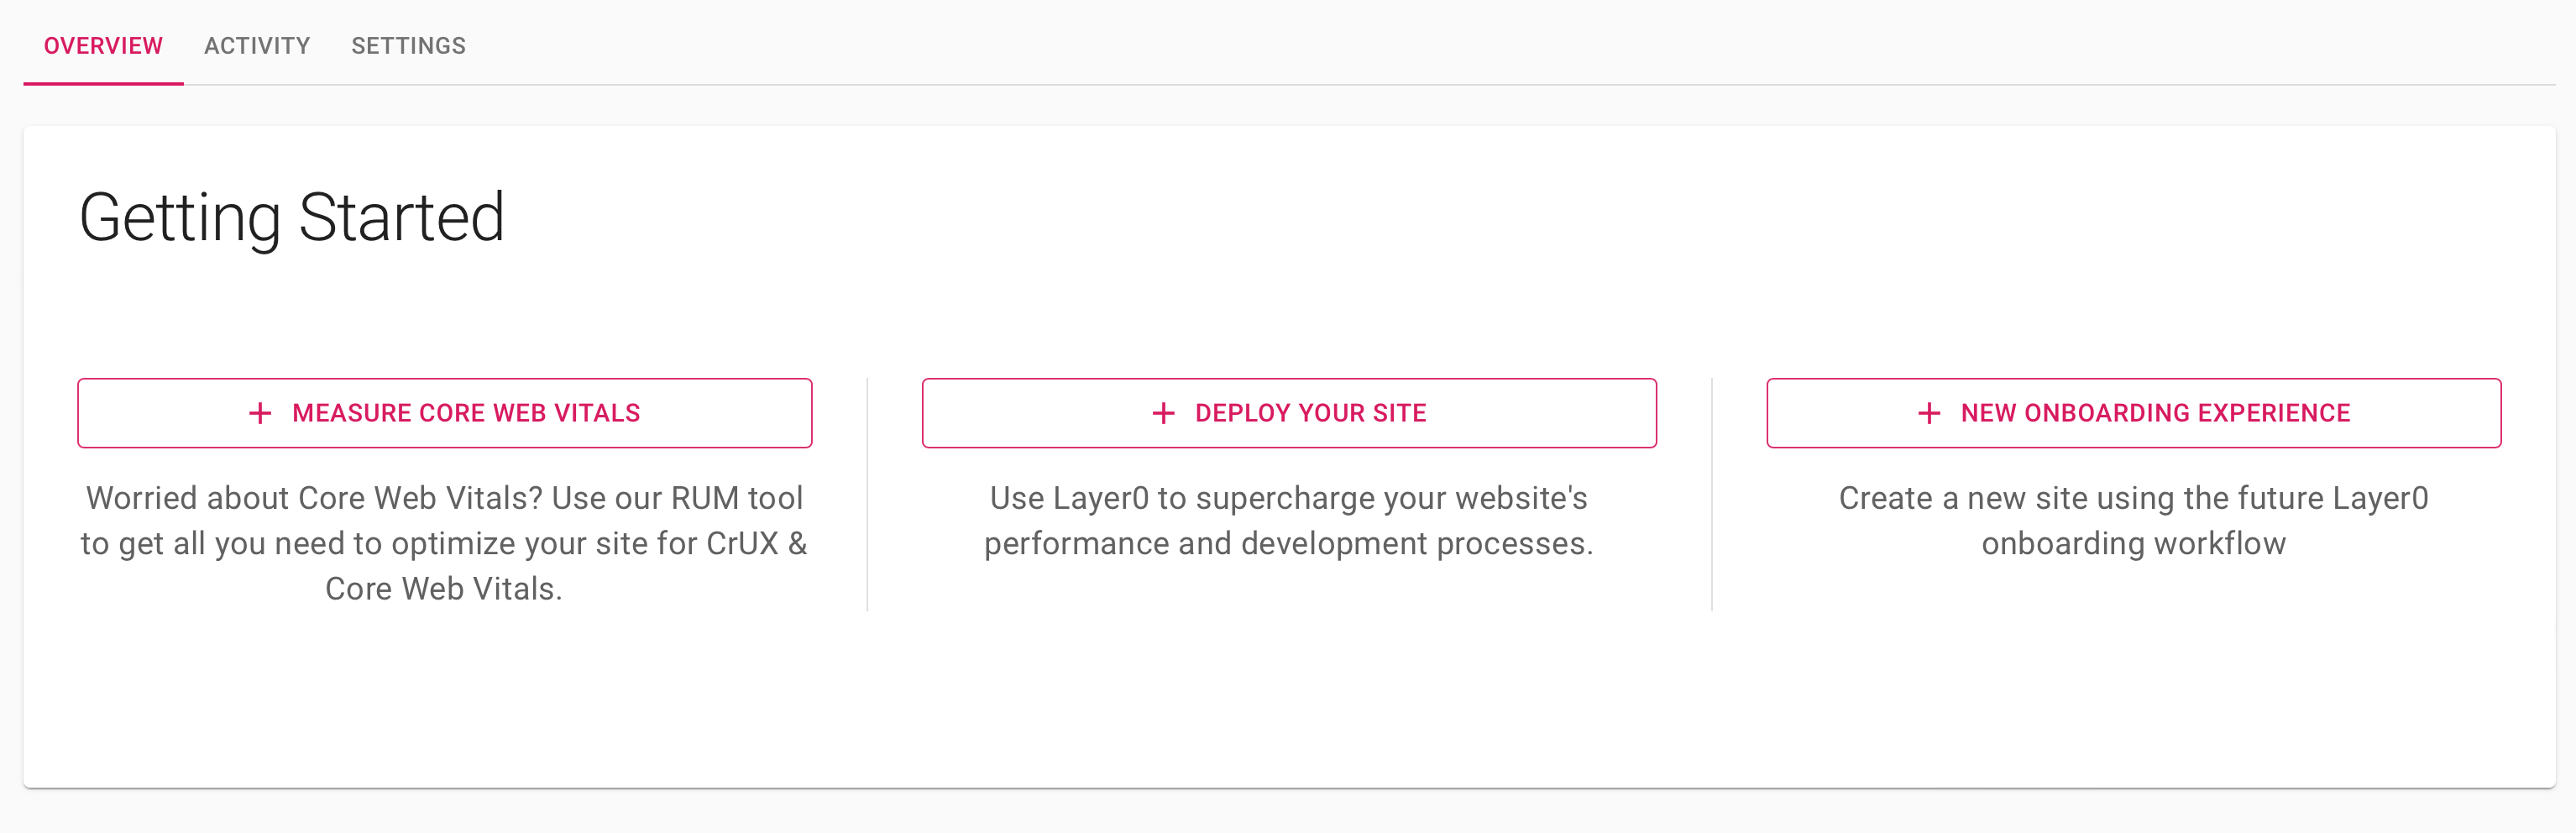 OVERVIEW ACTIVITY SETTINGS
Getting Started
+ MEASURE CORE WEB VITALS
Worried about Core Web Vitals? Use our RUM tool
to get all you need to optimize your site for CrUX &
Core Web Vitals.
+ DEPLOY YOUR SITE
Use Layer0 to supercharge your website's
performance and development processes.
+ NEW ONBOARDING EXPERIENCE
Create a new site using the future Layer0
onboarding workflow